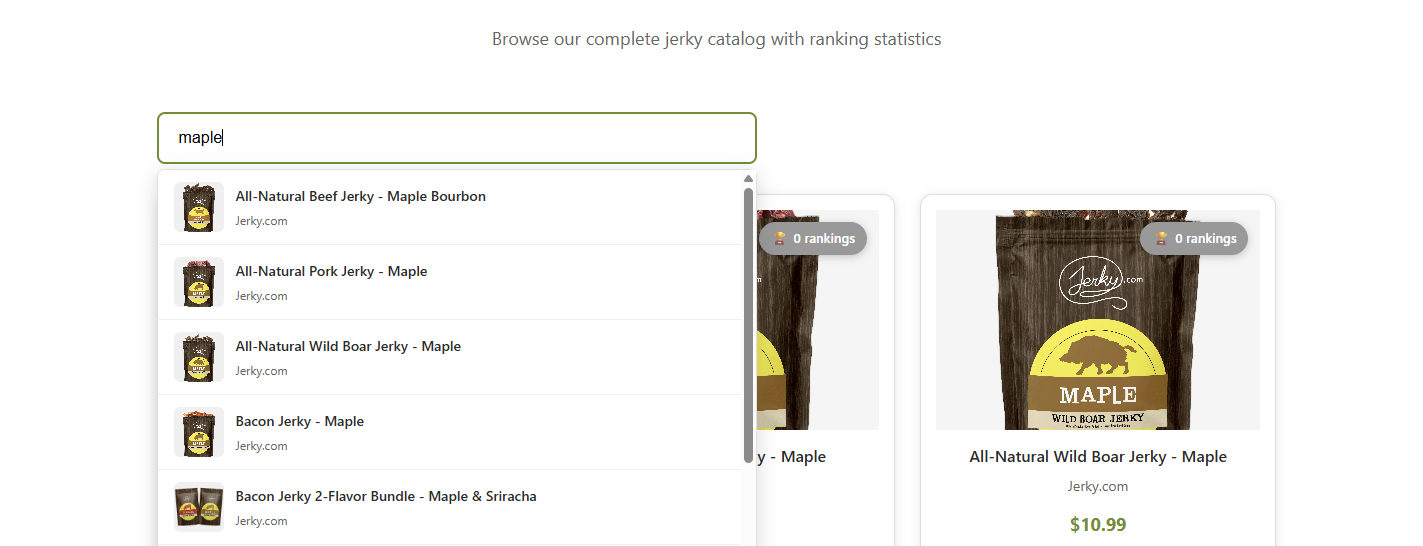 Browse our complete jerky catalog with ranking statistics
maple
All-Natural Beef Jerky - Maple Bourbon
Jerky.com
All-Natural Pork Jerky - Maple
Jerky.com
All-Natural Wild Boar Jerky - Maple
Jerky.com
Bacon Jerky - Maple
Jerky.com
Bacon Jerky 2-Flavor Bundle - Maple & Sriracha
Jerky.com
0 rankings
y - Maple
0 rankings
Jerky.com
MAPLE
WILD BOAR JERKY
All-Natural Wild Boar Jerky - Maple
Jerky.com
$10.99